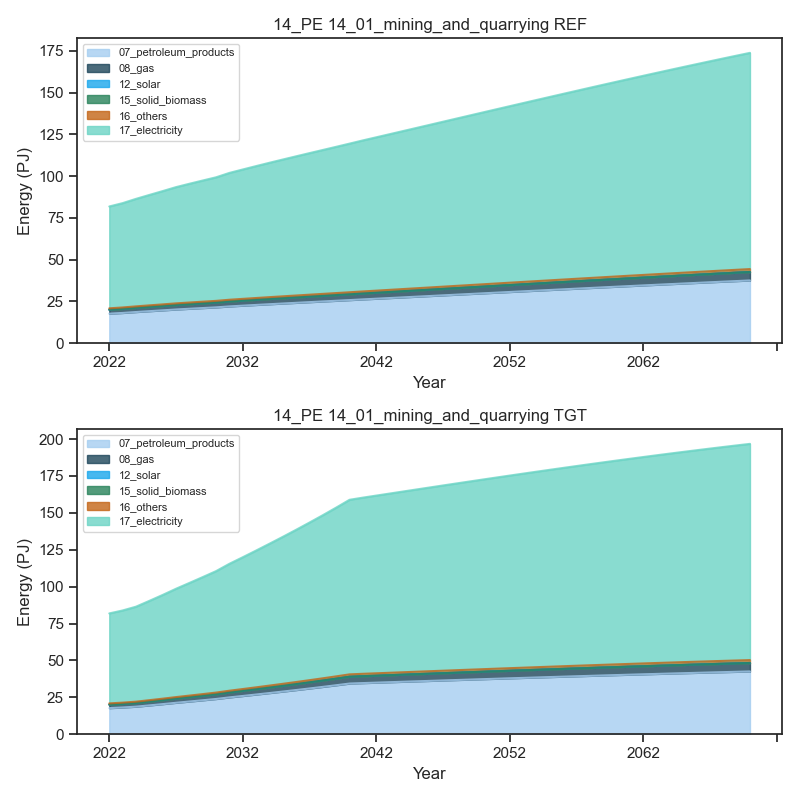 14_PE 14_01_mining_and_quarrying REF
175
150
125
100
75
50
25
0
Energy (PJ)
07_petroleum_products
08_gas
12_solar
15_solid_biomass
16_others
17_electricity
2022 2032 2042 2052 2062
Year
14_PE 14_01_mining_and_quarrying TGT
200
175
150
125
100
75
50
25
0
Energy (PJ)
07_petroleum_products
08_gas
12_solar
15_solid_biomass
16_others
17_electricity
2022 2032 2042 2052 2062
Year